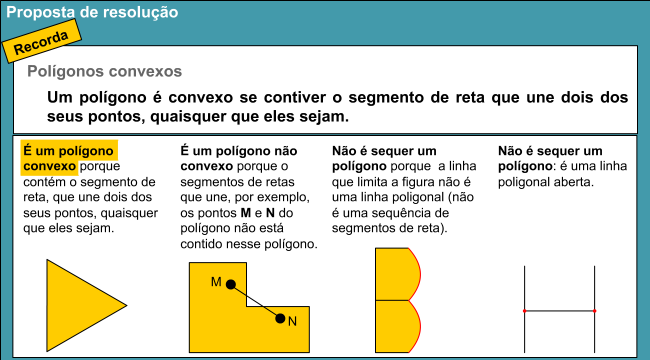 Proposta de resolução
Recorda
Polígonos convexos
Um polígono é convexo se contiver o segmento de reta que une dois dos
seus pontos, quaisquer que eles sejam.
É um polígono
convexo porque
contém o segmento de
reta, que une dois dos
seus pontos, quaisquer
que eles sejam.
É um polígono não
convexo porque o
segmentos de retas
que une, por exemplo,
os pontos M e N do
polígono não está
contido nesse polígono.
Não é sequer um
polígono porque a linha
que limita a figura não é
uma linha poligonal (não
é uma sequência de
segmentos de reta).
Não é sequer um
polígono: é uma linha
poligonal aberta.
M
N